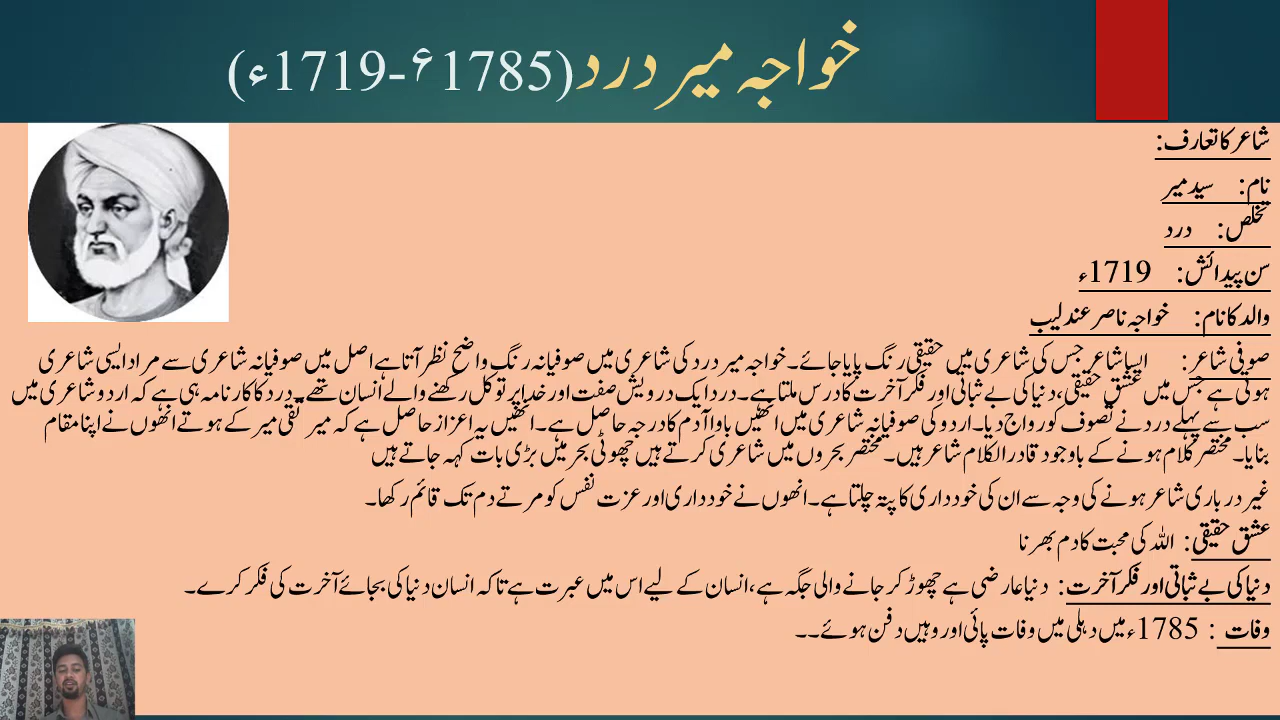 خواجہ میر درد(1785ء-1719ء)
شاعر کا تعارف:
نام: سید میر
تخلص: درد
سن پیدائش: 1719ء
والد کا نام: خواجہ ناصر عندلیب
صوفی شاعر: ایسا شاعر جس کی شاعری میں حقیقی رنگ پایا جائے۔ خواجہ میر درد کی شاعری میں صوفیانہ رنگ واضح نظر آتا ہے اصل میں صوفیانہ شاعری سے مراد ایسی شاعری
ہوتی ہے جس میں عشق حقیقی، دنیا کی بے ثباتی اور فکر آخرت کا درس ملتا ہے۔ درد ایک درویش صفت اور خدا پر توکل رکھنے والے انسان تھے۔ درد کا کارنامہ ہی ہے کہ اردو شاعری میں
سب سے پہلے درد نے تصوف کو رواج دیا۔ اردو کی صوفیانہ شاعری میں انھیں باوا آدم کا درجہ حاصل ہے۔ انھیں یہ اعزاز حاصل ہے کہ میر تقی میر کے ہوتے انھوں نے اپنا مقام
بنایا۔ مختصر کلام ہونے کے باوجود قادر الکلام شاعر ہیں۔ مختصر بحروں میں شاعری کرتے ہیں چھوٹی بحر میں بڑی بات کہہ جاتے ہیں
غیر درباری شاعر ہونے کی وجہ سے ان کی خودداری کا پتہ چلتا ہے۔ انھوں نے خودداری اور عزت نفس کو مرتے دم تک قائم رکھا۔
عشق حقیقی: اللہ کی محبت کا دم بھرنا
دنیا کی بے ثباتی اور فکر آخرت: دنیا عارضی ہے چھوڑ کر جانے والی جگہ ہے، انسان کے لیے اس میں عبرت ہے تاکہ انسان دنیا کی بجائے آخرت کی فکر کرے۔
وفات : 1785ء میں دہلی میں وفات پائی اور وہیں دفن ہوئے۔۔